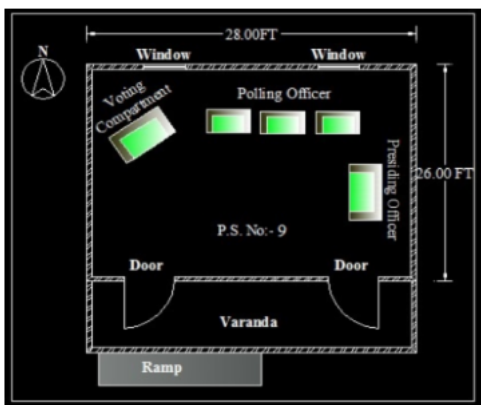 28.00FT
N
Window
Window
Voting
Compartment
Polling Officer
Presiding Officer
26.00 FT
P.S. No:- 9
Door
Door
Varanda
Ramp